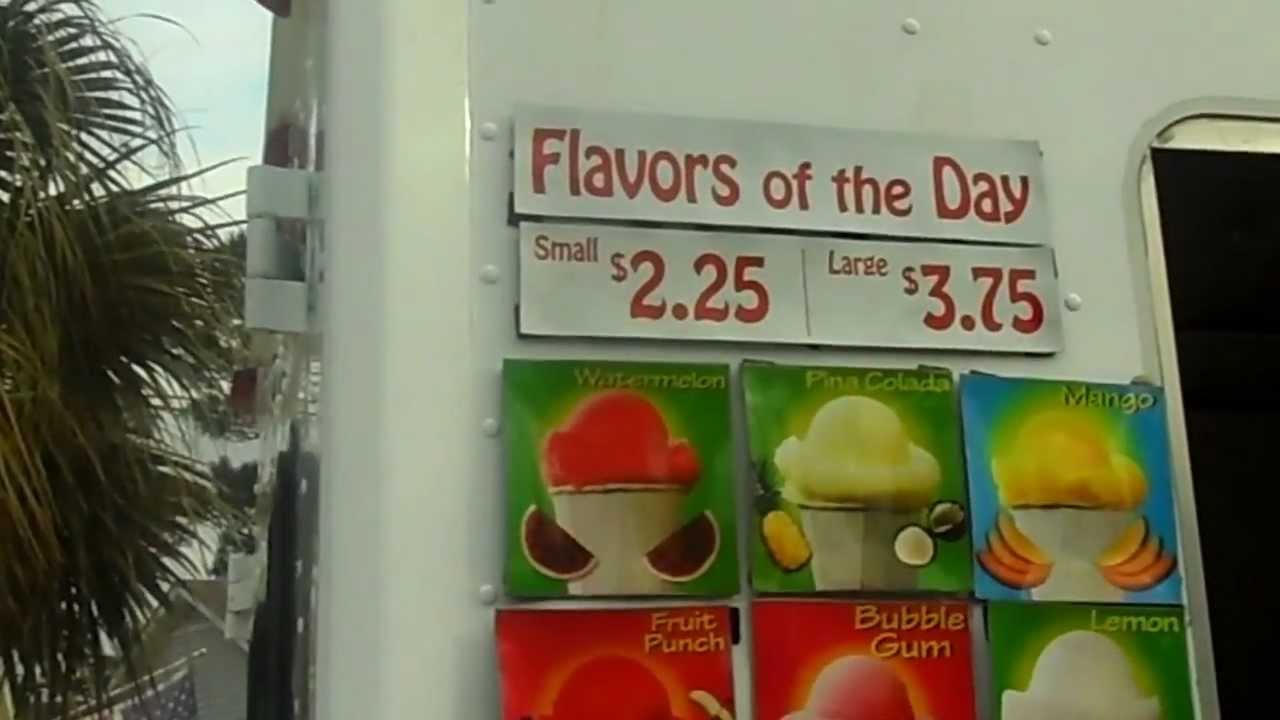 Flavors of the Day
Small $2.25 Large $3.75
Watermelon
Pina Colada
Mango
Fruit
Punch
Bubble
Gum
Lemon